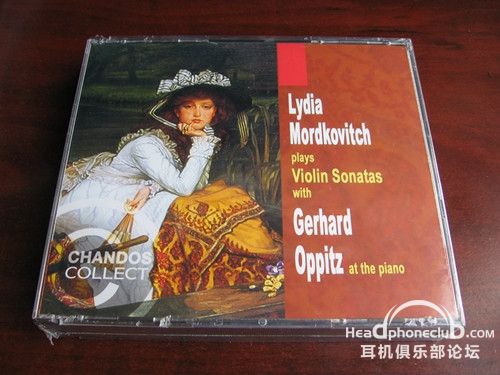 Lydia
Mordkovitch
plays
Violin Sonatas
with
Gerhard
Oppitz at the piano
CHANDOS
COLLECT
Headphoneclub.com
耳机俱乐部论坛